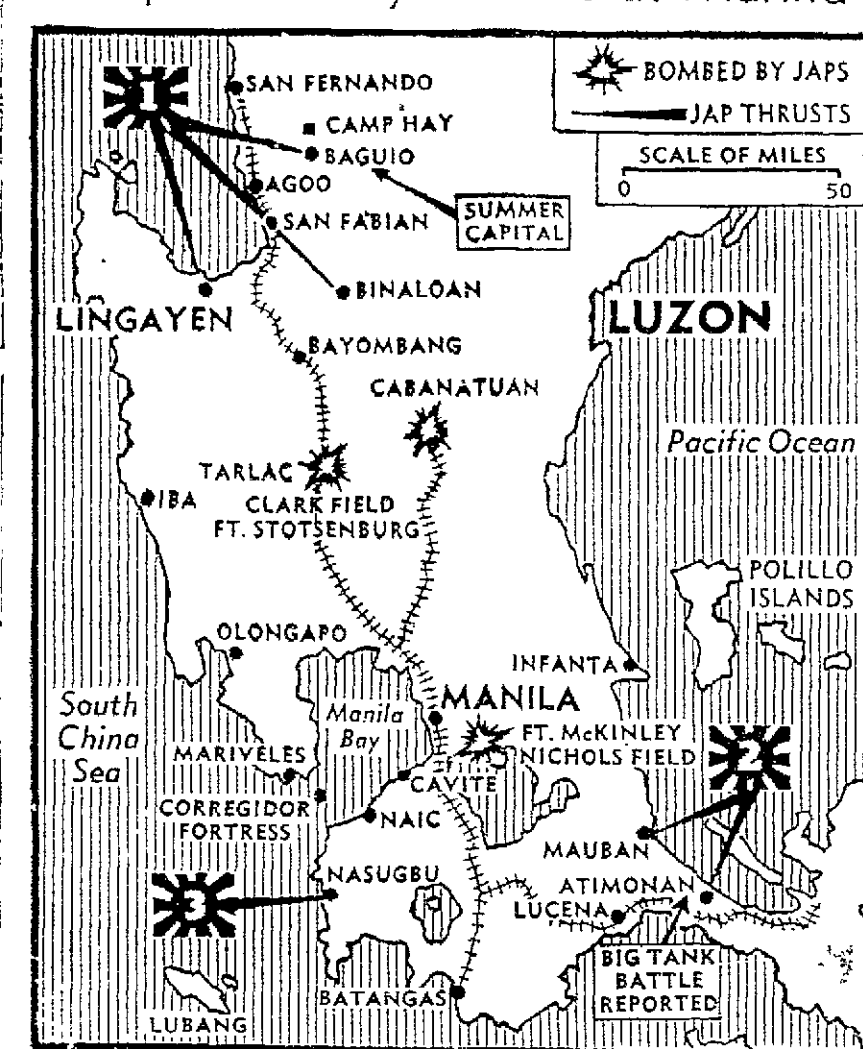 BOMBED BY JAPS
JAP THRUSTS
SCALE OF MILES
0 50
1
SAN FERNANDO
CAMP HAY
BAGUIO
AGOO
SUMMER
CAPITAL
SAN FABIAN
BINALOAN
LINGAYEN
LUZON
BAYOMBANG
CABANATUAN
Pacific Ocean
TARLAC
IBA
CLARK FIELD
FT. STOTSENBURG
POLILLO
ISLANDS
OLONGAPO
INFANTA
South
China
Sea
Manila
Bay
MANILA
FT. McKINLEY
NICHOLS FIELD
2
MARIVELES
CAVITE
CORREGIDOR
FORTRESS
NAIC
MAUBAN
NASUGBU
ATIMONAN
LUCENA
3
BIG TANK
BATTLE
REPORTED
BATANGAS
LUBANG